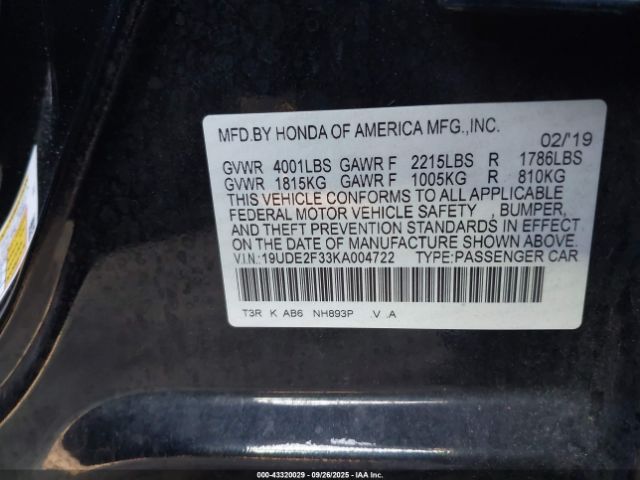 MFD.BY HONDA OF AMERICA MFG.,INC.
02/'19
GVWR 4001LBS GAWR F 2215LBS R 1786LBS
GVWR 1815KG GAWR F 1005KG R 810KG
THIS VEHICLE CONFORMS TO ALL APPLICABLE
FEDERAL MOTOR VEHICLE SAFETY , BUMPER,
AND THEFT PREVENTION STANDARDS IN EFFECT
ON THE DATE OF MANUFACTURE SHOWN ABOVE.
V.I.N:19UDE2F33KA004722 TYPE:PASSENGER CAR
T3R K AB6 NH893P .V .A
000-43320029 - 09/26/2025 - IAA Inc.